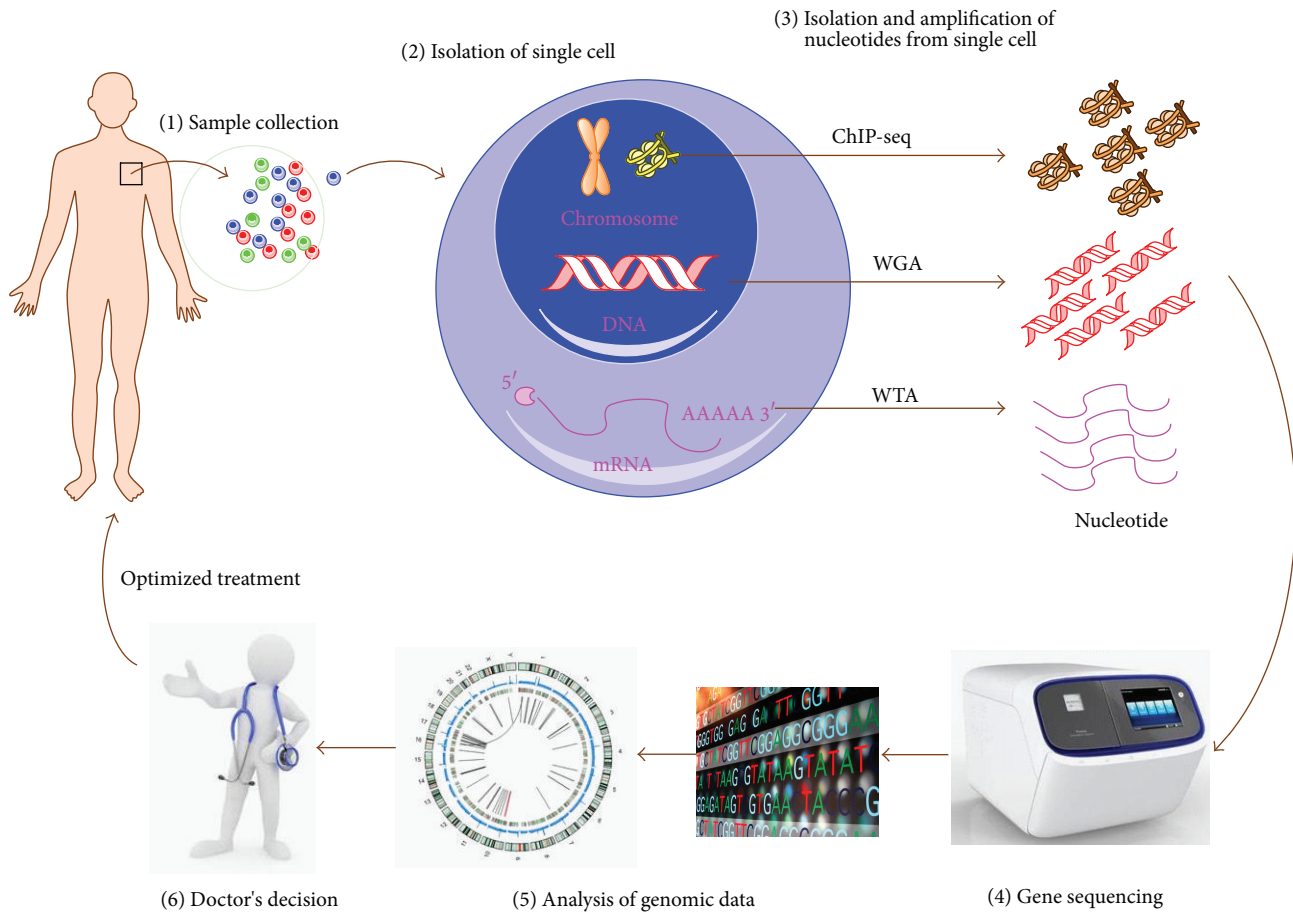 (3) Isolation and amplification of
nucleotides from single cell
(2) Isolation of single cell
(1) Sample collection
ChIP-seq
Chromosome
WGA
DNA
5′
WTA
AAAAA 3′
mRNA
Nucleotide
Optimized treatment
(6) Doctor's decision
(5) Analysis of genomic data
(4) Gene sequencing